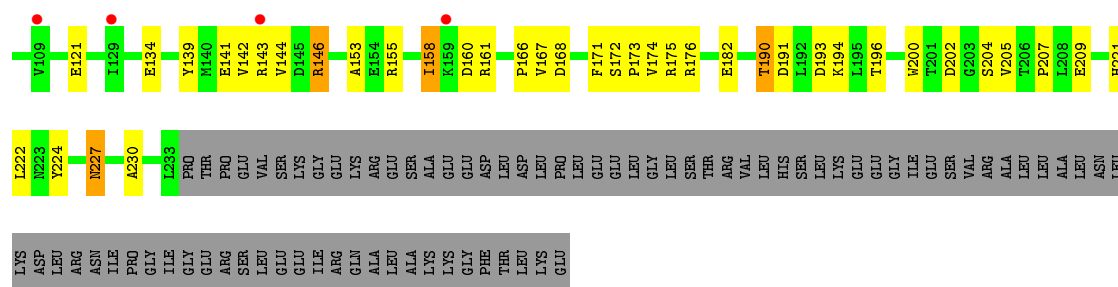 V109 E121 I129 E134 Y139 M140 E141 V142 R143 V144 D145 R146 A153 E154 R155 I158 K159 D160 R161 P166 V167 D168 F171 S172 P173 V174 R175 R176 E182 T190 D191 L192 D193 K194 L195 T196 W200 T201 D202 G203 S204 V205 T206 P207 L208 E209 H221
L222 N223 Y224 N227 A230 L233 PRO THR PRO GLU VAL SER LYS GLY GLU LYS ARG GLU SER ALA GLU GLU ASP LEU ASP LEU PRO LEU GLU GLU GLY LEU SER THR ARG VAL LEU HIS SER LEU LYS GLU GLU GLY ILE GLU SER VAL ARG ALA LEU LEU ALA LEU ASN LEU
LYS ASP LEU ARG ASN ILE PRO GLY ILE GLY GLU ARG SER LEU GLU GLU ILE ARG GLN ALA LEU ALA LYS LYS GLY PHE THR LEU LYS GLU